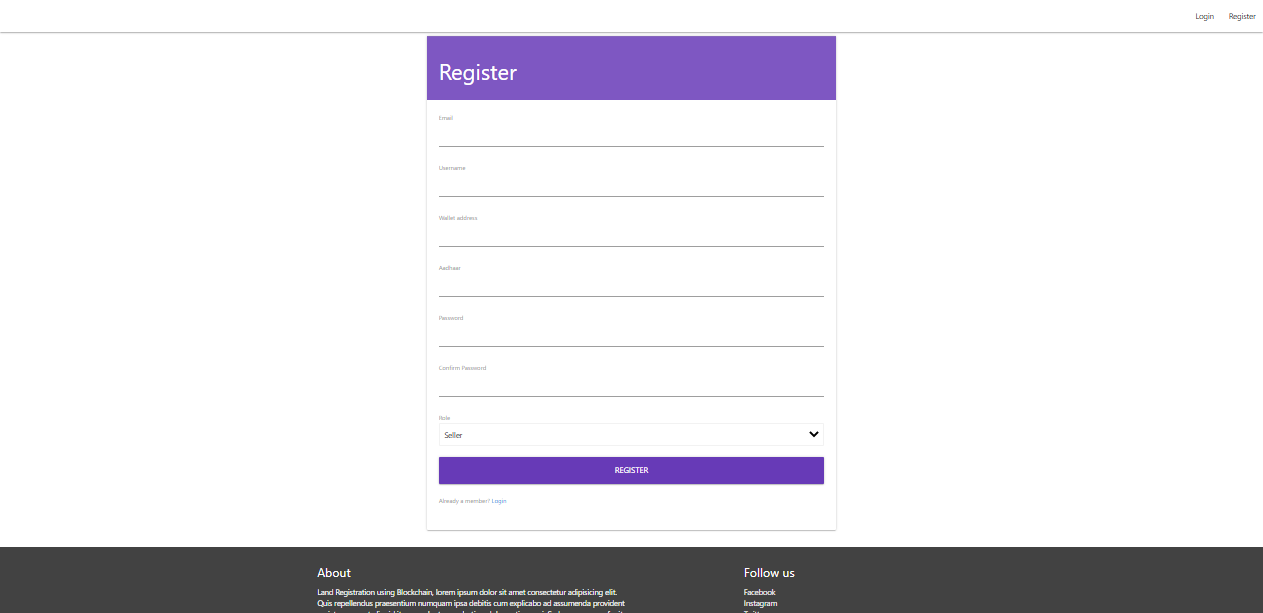 Login Register
Register
Email
Username
Wallet address
Aadhaar
Password
Confirm Password
Role
Seller
REGISTER
Already a member? Login
About
Land Registration using Blockchain, lorem ipsum dolor sit amet consectetur adipisicing elit.
Quis repellendus praesentium numquam ipsa debitis cum explicabo ad assumenda provident
Follow us
Facebook
Instagram